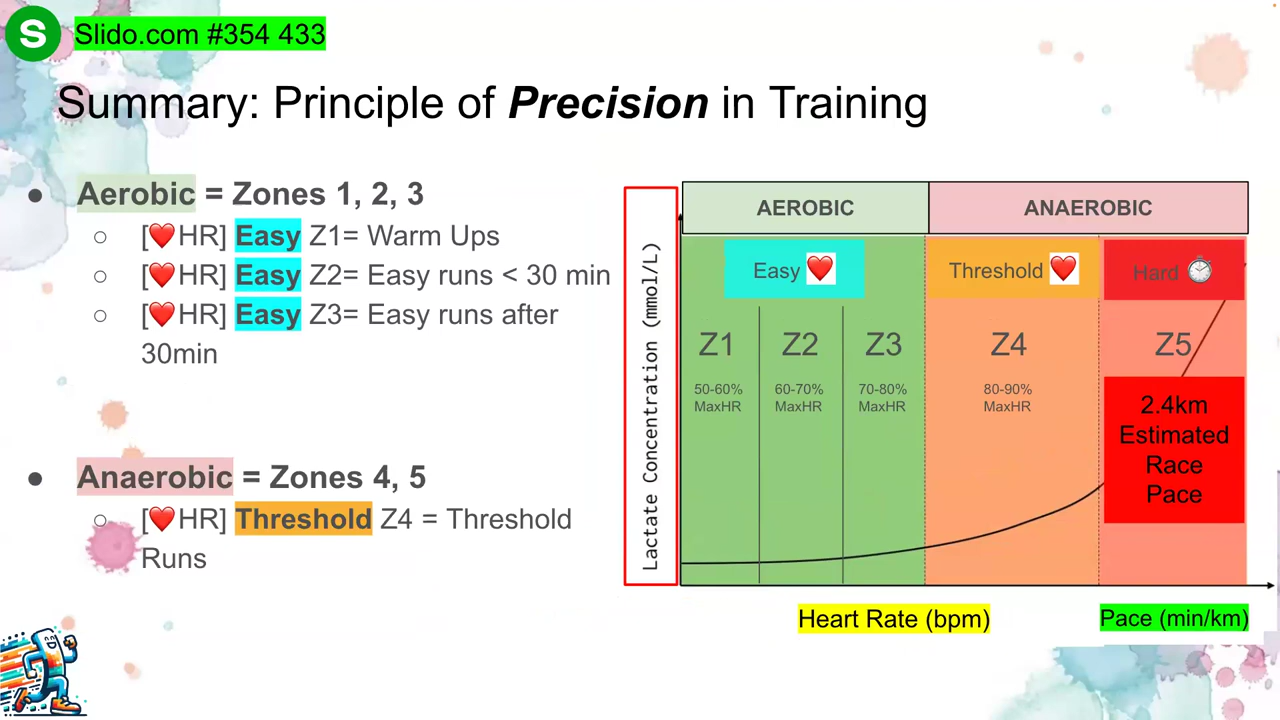 S Slido.com #354 433
Summary: Principle of Precision in Training
● Aerobic = Zones 1, 2, 3
○ [❤️HR] Easy Z1= Warm Ups
○ [❤️HR] Easy Z2= Easy runs < 30 min
○ [❤️HR] Easy Z3= Easy runs after
30min
● Anaerobic = Zones 4, 5
○ [❤️HR] Threshold Z4 = Threshold
Runs
Lactate Concentration (mmol/L)
AEROBIC ANAEROBIC
Easy ❤️ Threshold ❤️ Hard ⏱️
Z1 Z2 Z3 Z4 Z5
50-60% 60-70% 70-80% 80-90%
MaxHR MaxHR MaxHR MaxHR
2.4km
Estimated
Race
Pace
Heart Rate (bpm) Pace (min/km)